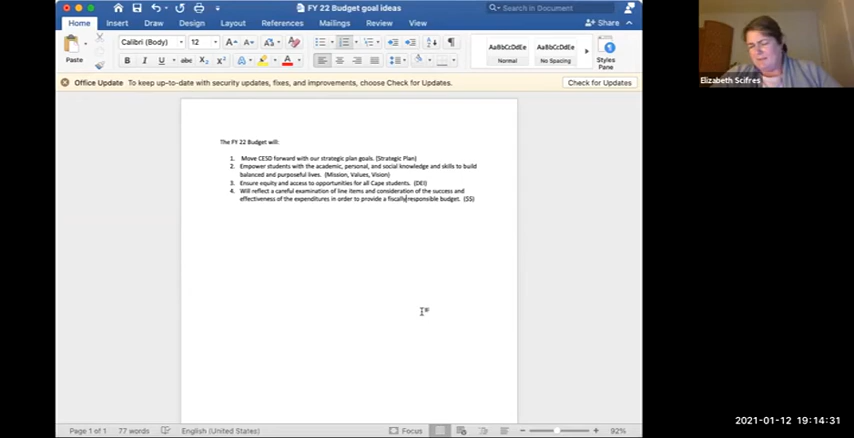 FY 22 Budget goal ideas
Search in Document
Home Insert Draw Design Layout References Mailings Review View Share
Paste
Calibri (Body) 12
B I U abc X₂ X² A A
AaBbCcDdEe AaBbCcDdEe
Normal No Spacing Styles Pane
Office Update To keep up-to-date with security updates, fixes, and improvements, choose Check for Updates. Check for Updates
Elizabeth Scifres
The FY 22 Budget will:
1. Move CESD forward with our strategic plan goals. (Strategic Plan)
2. Empower students with the academic, personal, and social knowledge and skills to build
balanced and purposeful lives. (Mission, Values, Vision)
3. Ensure equity and access to opportunities for all Cape students. (DEI)
4. Will reflect a careful examination of line items and consideration of the success and
effectiveness of the expenditures in order to provide a fiscally responsible budget. (SS)
2021-01-12 19:14:31
Page 1 of 1 77 words English (United States) Focus 92%